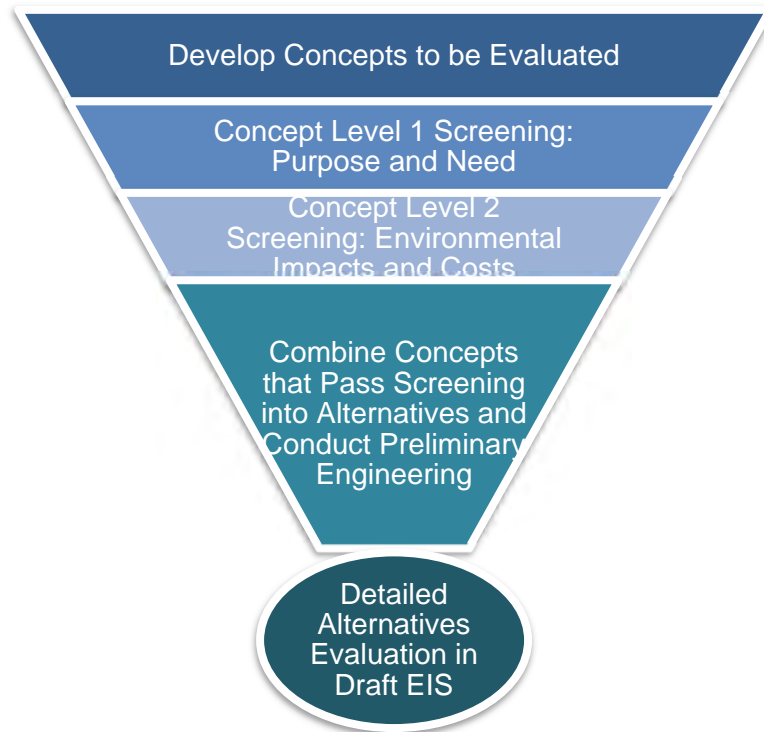 Develop Concepts to be Evaluated
Concept Level 1 Screening:
Purpose and Need
Concept Level 2
Screening: Environmental
Impacts and Costs
Combine Concepts
that Pass Screening
into Alternatives and
Conduct Preliminary
Engineering
Detailed
Alternatives
Evaluation in
Draft EIS